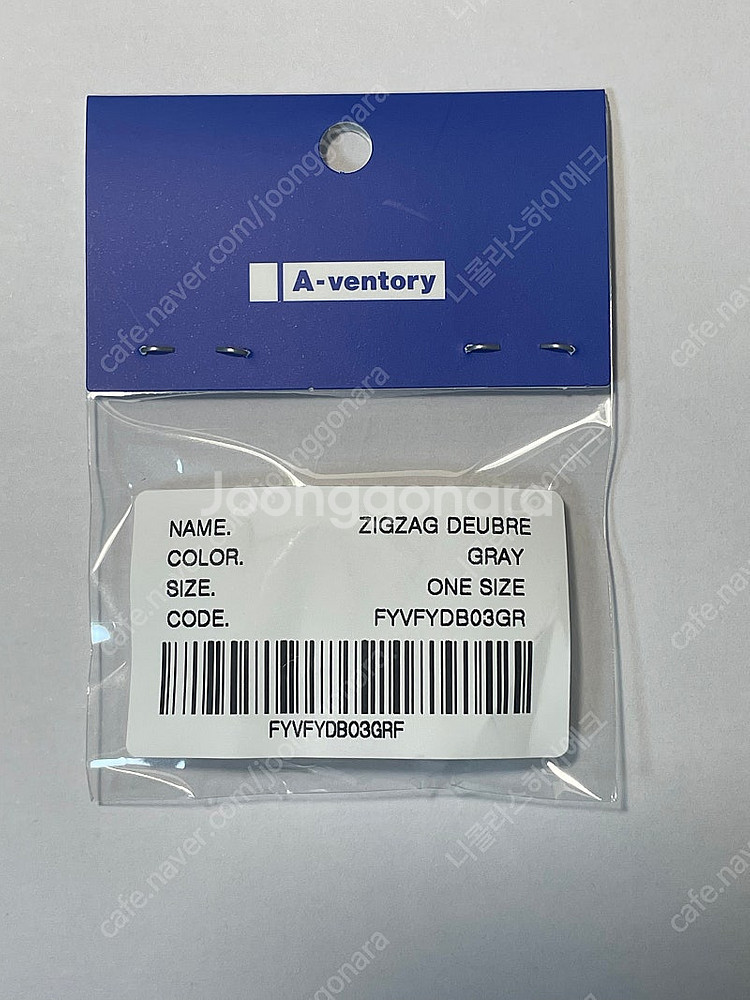 A-ventory
Joonggonara
NAME. ZIGZAG DEUBRE
COLOR. GRAY
SIZE. ONE SIZE
CODE. FYVFYDB03GR
FYVFYDB03GRF
cafe.naver.com/joonggonara
니콜라스하이에크